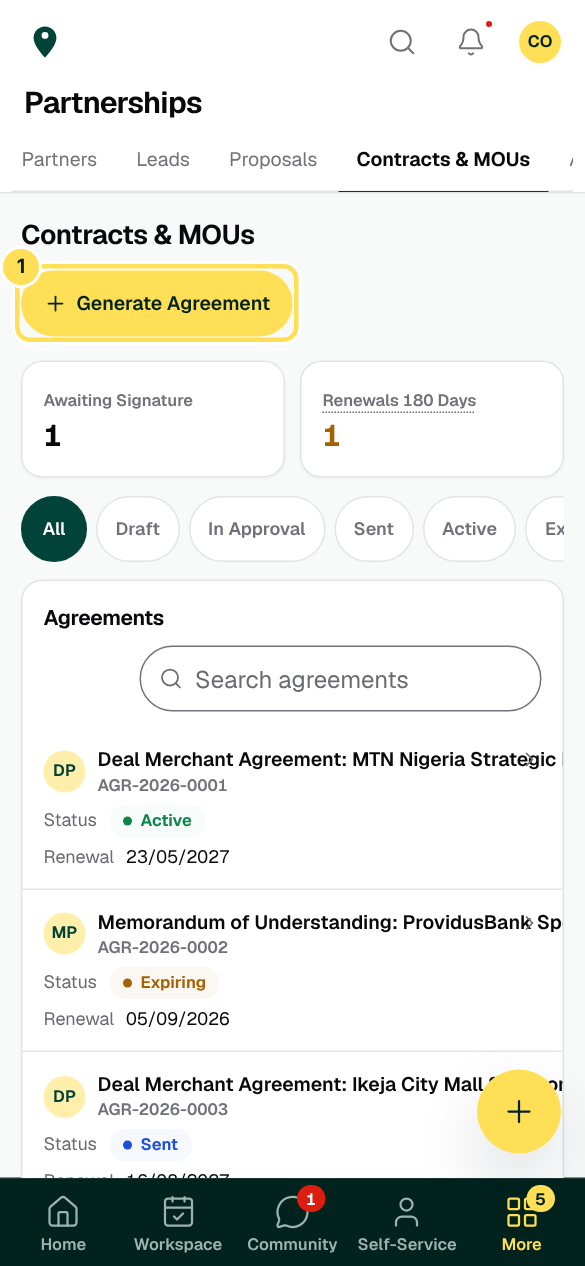 CO
Partnerships
Partners Leads Proposals Contracts & MOUs
Contracts & MOUs
1
+ Generate Agreement
Awaiting Signature
1
Renewals 180 Days
1
All Draft In Approval Sent Active Ex
Agreements
Search agreements
DP
Deal Merchant Agreement: MTN Nigeria Strategic
AGR-2026-0001
Status Active
Renewal 23/05/2027
MP
Memorandum of Understanding: ProvidusBank Sp
AGR-2026-0002
Status Expiring
Renewal 05/09/2026
DP
Deal Merchant Agreement: Ikeja City Mall
AGR-2026-0003
Status Sent
1
5
Home Workspace Community Self-Service More